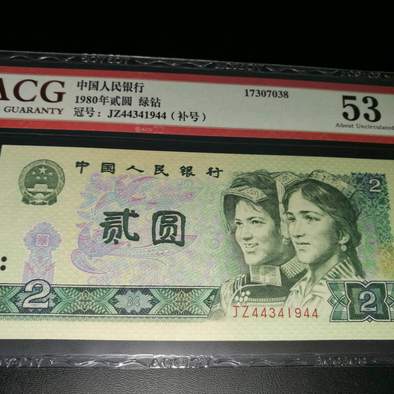 ACG
GUARANTY
中国人民银行
1980年贰圆 绿钻
冠号：JZ44341944（补号）
17307038
53
About Uncirculated
中国人民银行
2
贰圆
2
2
JZ44341944